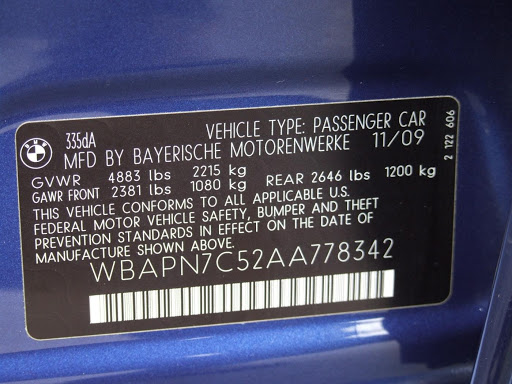 BMW
335dA
VEHICLE TYPE: PASSENGER CAR
MFD BY BAYERISCHE MOTORENWERKE 11/09
GVWR 4883 lbs 2215 kg
GAWR FRONT 2381 lbs 1080 kg REAR 2646 lbs 1200 kg
THIS VEHICLE CONFORMS TO ALL APPLICABLE U.S.
FEDERAL MOTOR VEHICLE SAFETY, BUMPER AND THEFT
PREVENTION STANDARDS IN EFFECT ON THE DATE OF
MANUFACTURE SHOWN ABOVE.
WBAPN7C52AA778342
2 122 606